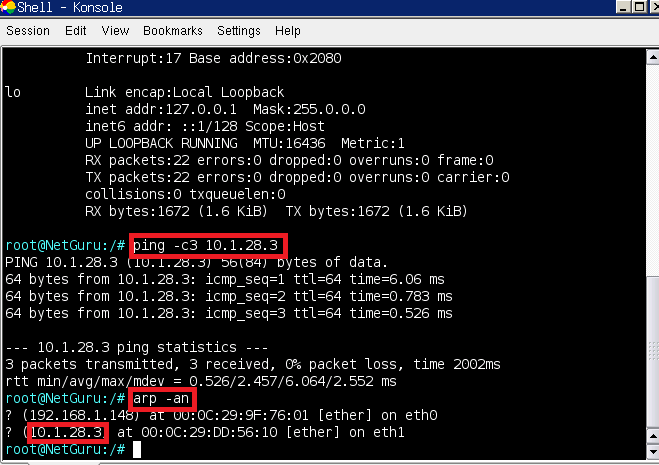 Shell - Konsole
Session Edit View Bookmarks Settings Help
Interrupt:17 Base address:0x2080
lo Link encap:Local Loopback
inet addr:127.0.0.1 Mask:255.0.0.0
inet6 addr: ::1/128 Scope:Host
UP LOOPBACK RUNNING MTU:16436 Metric:1
RX packets:22 errors:0 dropped:0 overruns:0 frame:0
TX packets:22 errors:0 dropped:0 overruns:0 carrier:0
collisions:0 txqueuelen:0
RX bytes:1672 (1.6 KiB) TX bytes:1672 (1.6 KiB)
root@NetGuru:/# ping -c3 10.1.28.3
PING 10.1.28.3 (10.1.28.3) 56(84) bytes of data.
64 bytes from 10.1.28.3: icmp_seq=1 ttl=64 time=6.06 ms
64 bytes from 10.1.28.3: icmp_seq=2 ttl=64 time=0.783 ms
64 bytes from 10.1.28.3: icmp_seq=3 ttl=64 time=0.526 ms
--- 10.1.28.3 ping statistics ---
3 packets transmitted, 3 received, 0% packet loss, time 2002ms
rtt min/avg/max/mdev = 0.526/2.457/6.064/2.552 ms
root@NetGuru:/# arp -an
? (192.168.1.148) at 00:0C:29:9F:76:01 [ether] on eth0
? (10.1.28.3) at 00:0C:29:DD:56:10 [ether] on eth1
root@NetGuru:/#